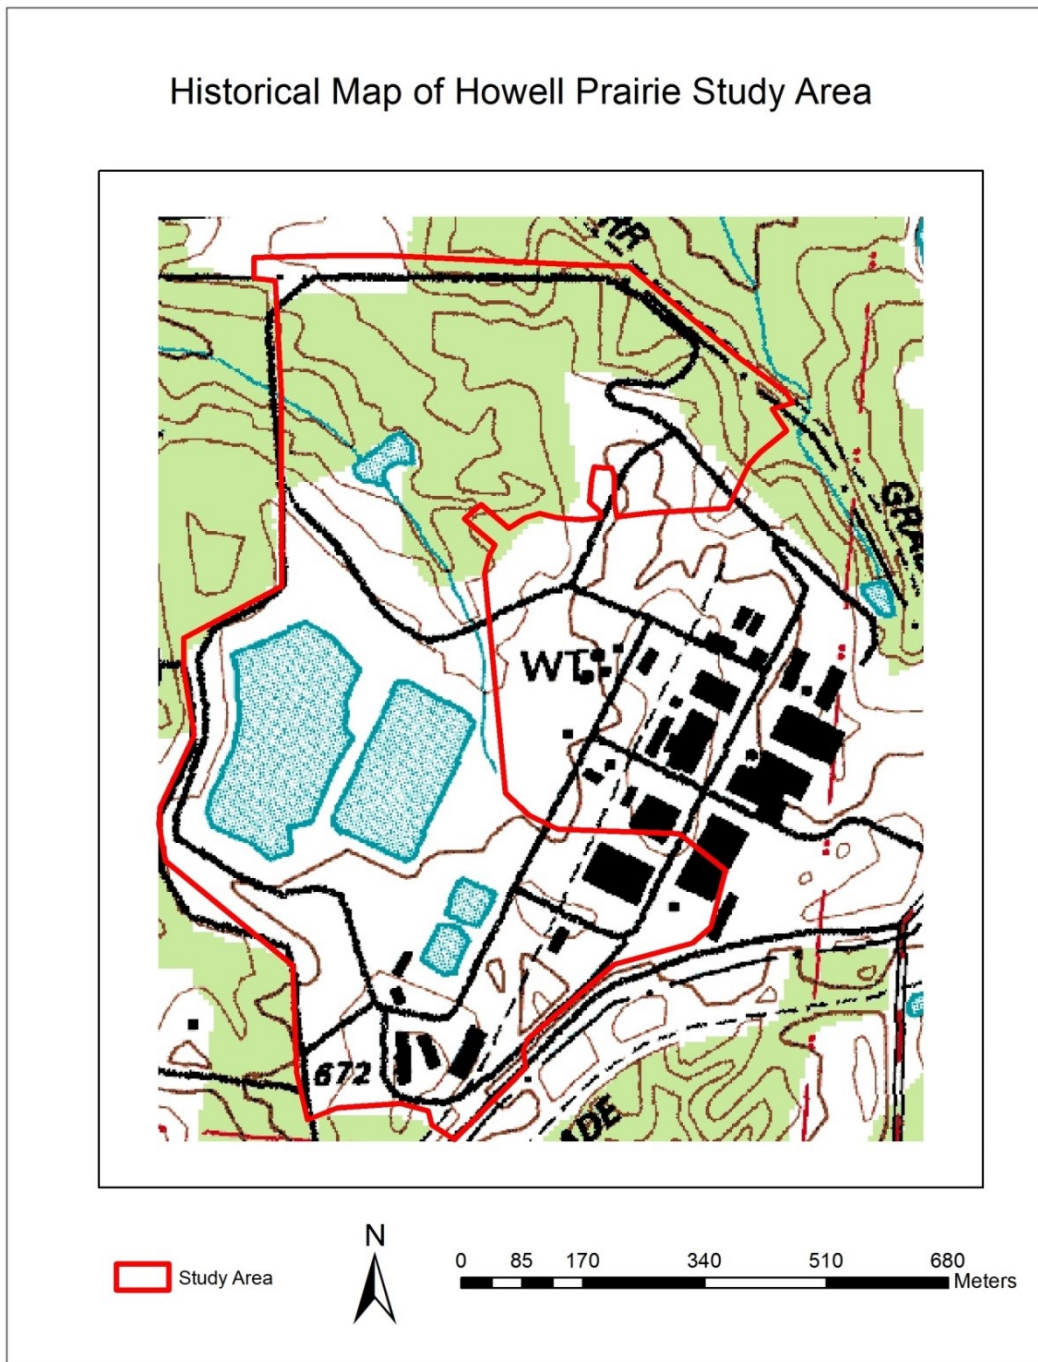 Historical Map of Howell Prairie Study Area
WT
672
N
Study Area
0 85 170 340 510 680
Meters